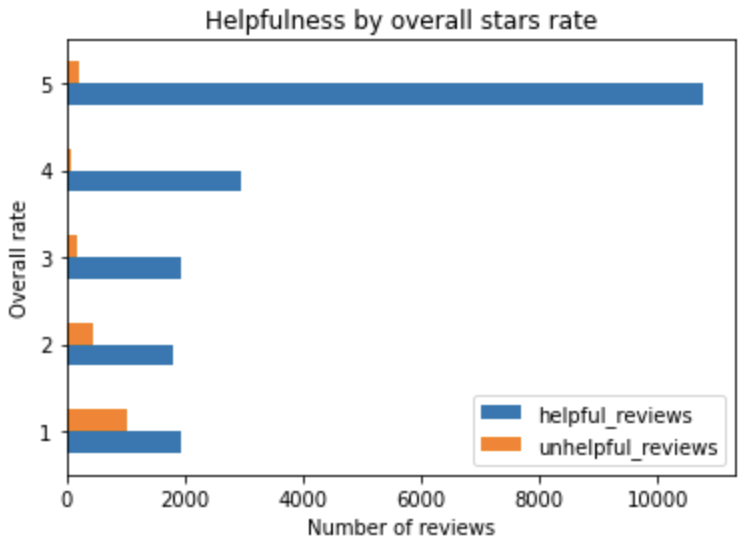 Helpfulness by overall stars rate
Overall rate
5
4
3
2
1
helpful_reviews
unhelpful_reviews
0 2000 4000 6000 8000 10000
Number of reviews